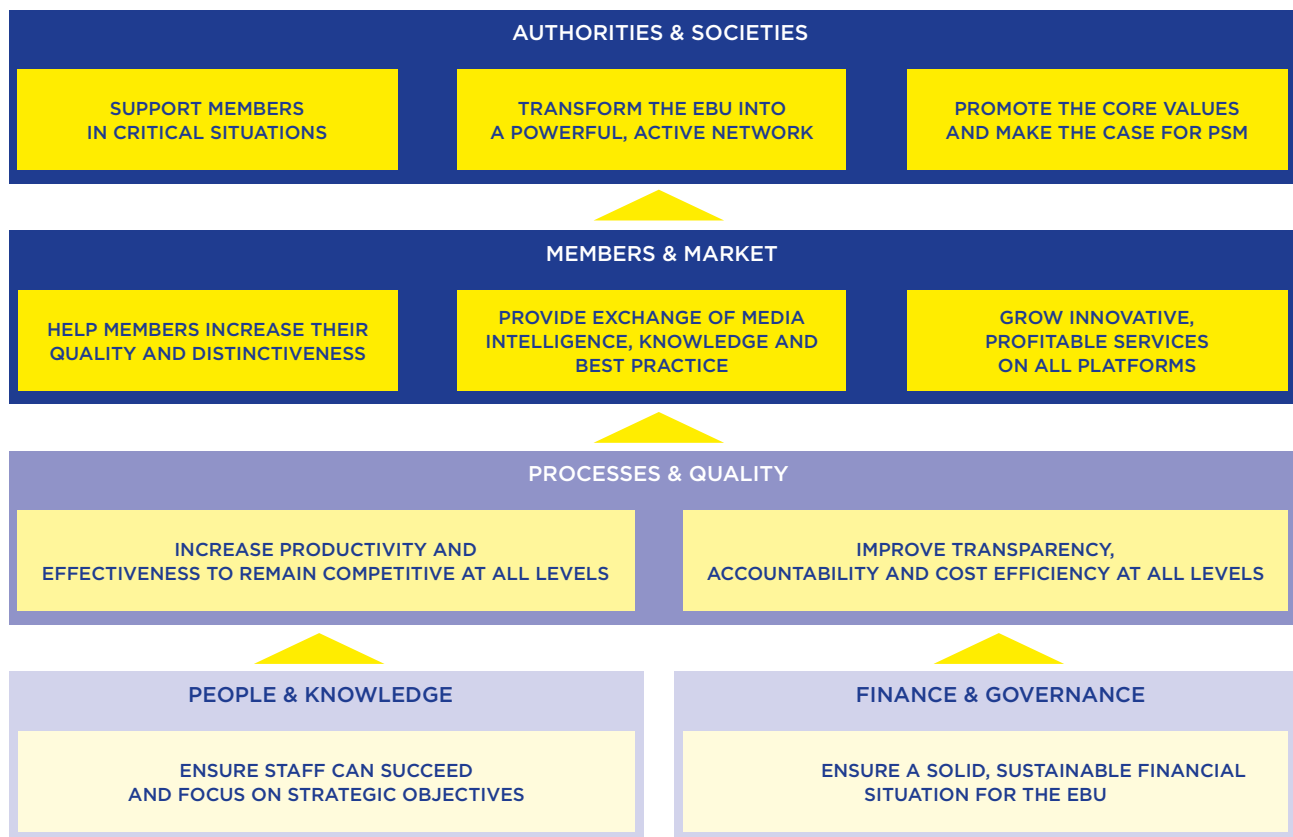 AUTHORITIES & SOCIETIES
SUPPORT MEMBERS
IN CRITICAL SITUATIONS
TRANSFORM THE EBU INTO
A POWERFUL, ACTIVE NETWORK
PROMOTE THE CORE VALUES
AND MAKE THE CASE FOR PSM
MEMBERS & MARKET
HELP MEMBERS INCREASE THEIR
QUALITY AND DISTINCTIVENESS
PROVIDE EXCHANGE OF MEDIA
INTELLIGENCE, KNOWLEDGE AND
BEST PRACTICE
GROW INNOVATIVE,
PROFITABLE SERVICES
ON ALL PLATFORMS
PROCESSES & QUALITY
INCREASE PRODUCTIVITY AND
EFFECTIVENESS TO REMAIN COMPETITIVE AT ALL LEVELS
IMPROVE TRANSPARENCY,
ACCOUNTABILITY AND COST EFFICIENCY AT ALL LEVELS
PEOPLE & KNOWLEDGE
ENSURE STAFF CAN SUCCEED
AND FOCUS ON STRATEGIC OBJECTIVES
FINANCE & GOVERNANCE
ENSURE A SOLID, SUSTAINABLE FINANCIAL
SITUATION FOR THE EBU